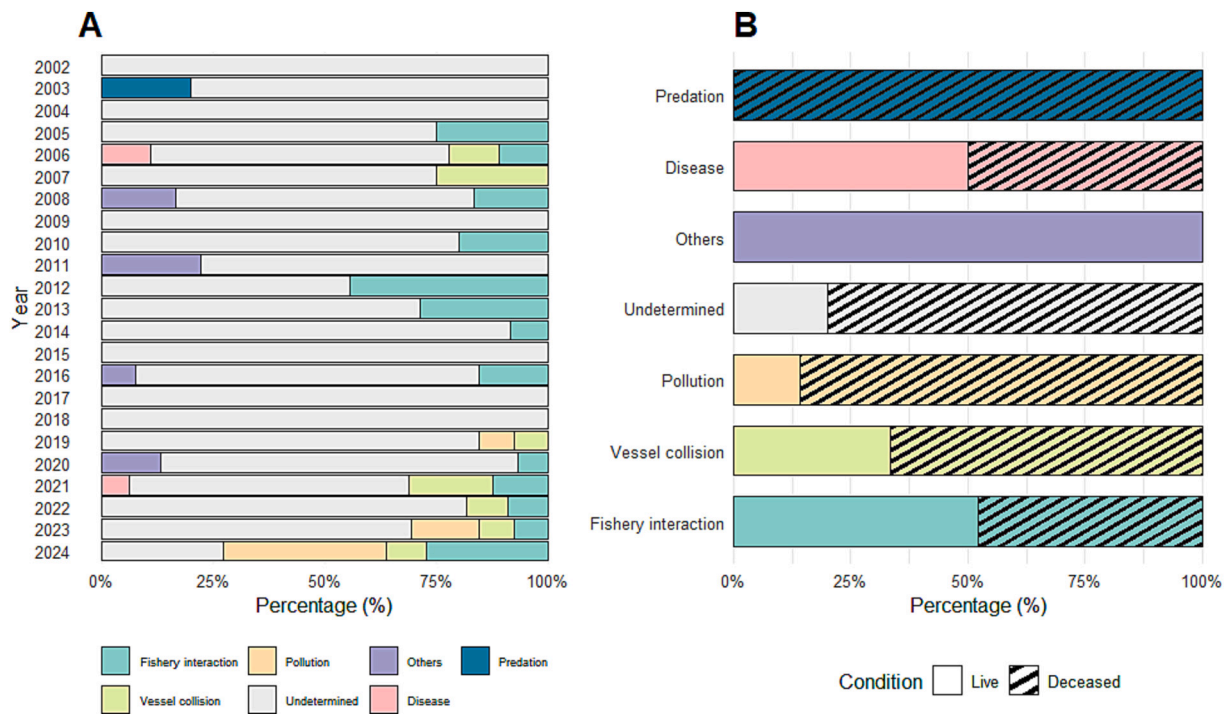 A
2002
2003
2004
2005
2006
2007
2008
2009
2010
2011
2012
2013
2014
2015
2016
2017
2018
2019
2020
2021
2022
2023
2024
Year
0% 25% 50% 75% 100%
Percentage (%)
Fishery interaction Pollution Others Predation
Vessel collision Undetermined Disease
B
Predation
Disease
Others
Undetermined
Pollution
Vessel collision
Fishery interaction
0% 25% 50% 75% 100%
Percentage (%)
Condition Live Deceased